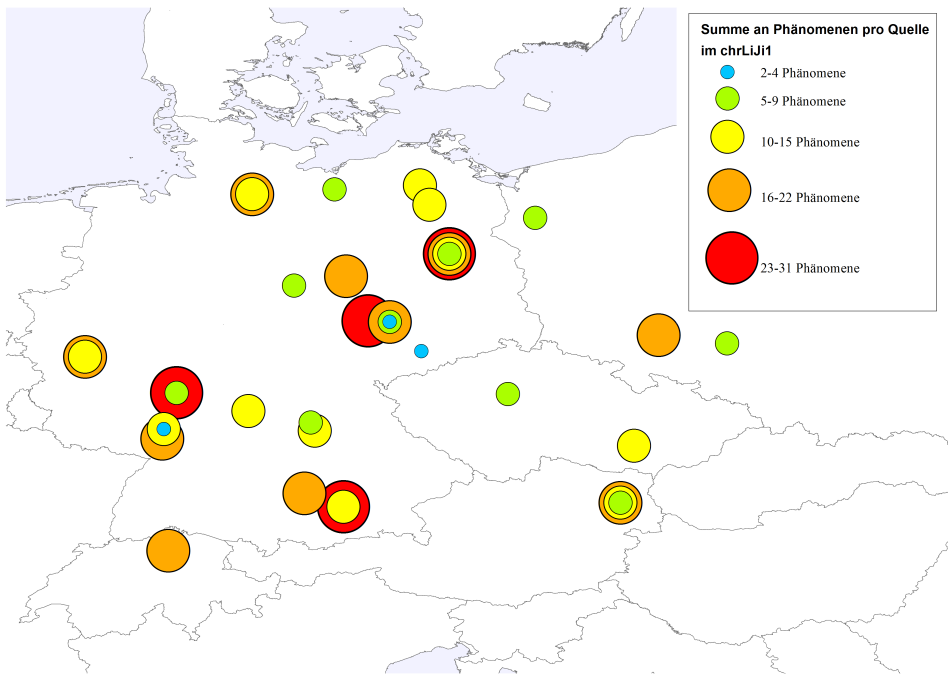 Summe an Phänomenen pro Quelle
im chrLiJi1
2-4 Phänomene
5-9 Phänomene
10-15 Phänomene
16-22 Phänomene
23-31 Phänomene